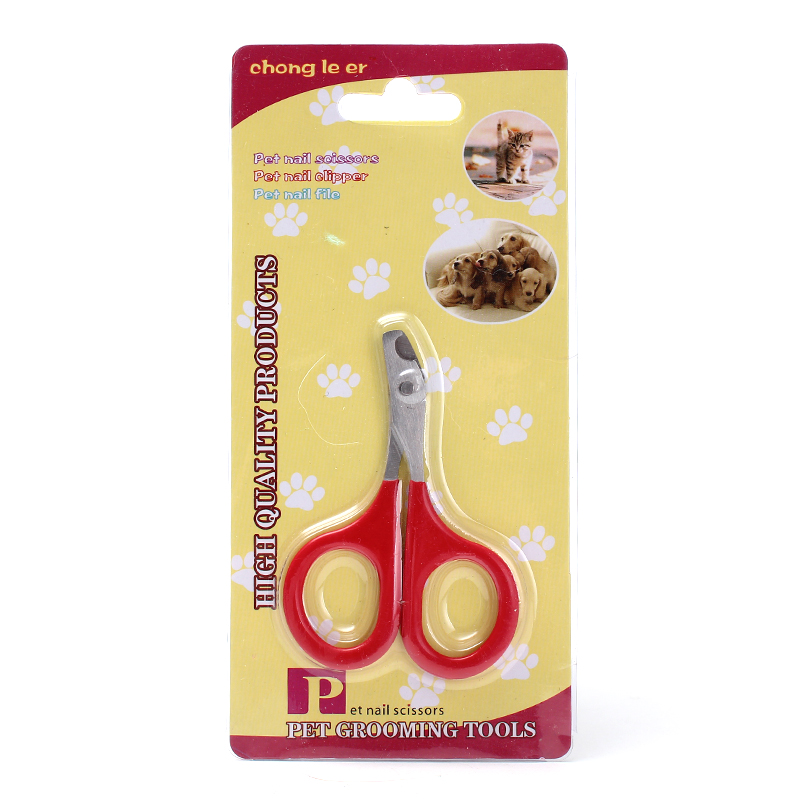 chong le er
Pet nail scissors
Pet nail clipper
Pet nail file
HIGH QUALITY PRODUCTS
Pet nail scissors
PET GROOMING TOOLS